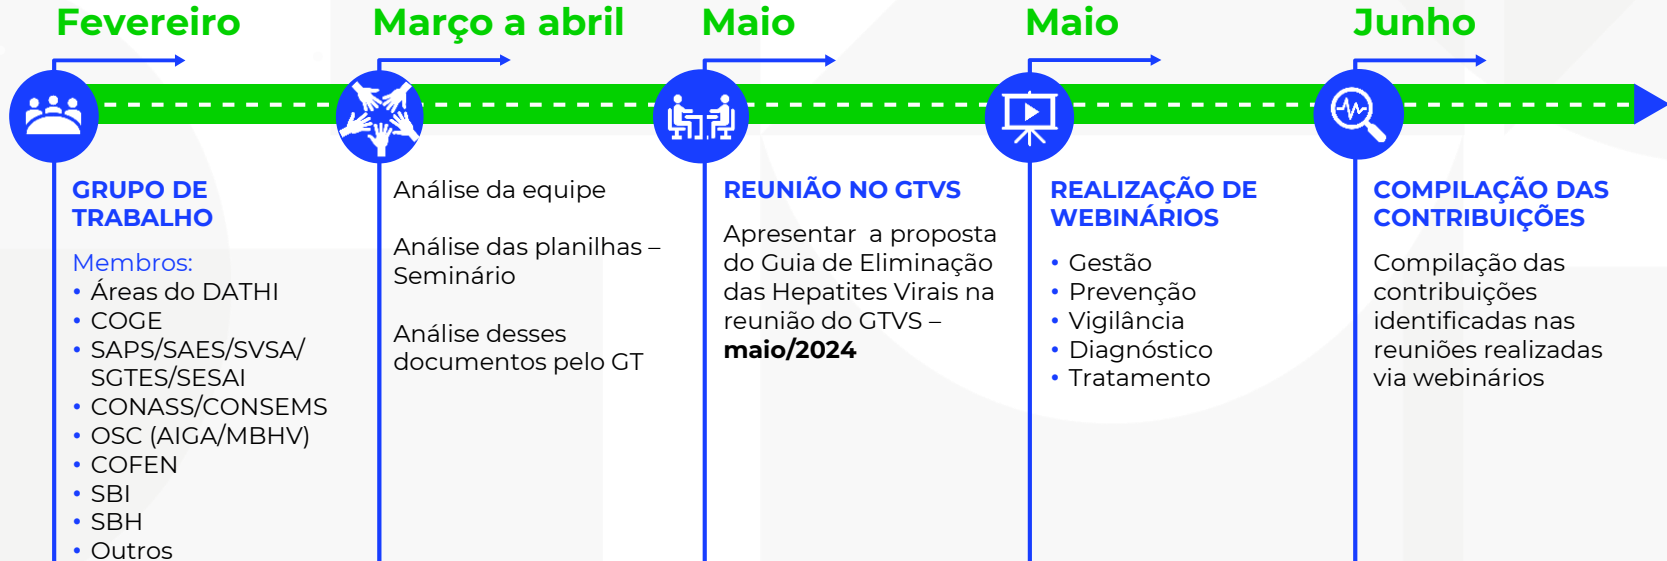 Fevereiro
GRUPO DE
TRABALHO
Membros:
• Áreas do DATHI
• COGE
• SAPS/SAES/SVSA/
SGTES/SESAI
• CONASS/CONSEMS
• OSC (AIGA/MBHV)
• COFEN
• SBI
• SBH
• Outros
Março a abril
Análise da equipe
Análise das planilhas –
Seminário
Análise desses
documentos pelo GT
Maio
REUNIÃO NO GTVS
Apresentar a proposta
do Guia de Eliminação
das Hepatites Virais na
reunião do GTVS –
maio/2024
Maio
REALIZAÇÃO DE
WEBINÁRIOS
• Gestão
• Prevenção
• Vigilância
• Diagnóstico
• Tratamento
Junho
COMPILAÇÃO DAS
CONTRIBUIÇÕES
Compilação das
contribuições
identificadas nas
reuniões realizadas
via webinários